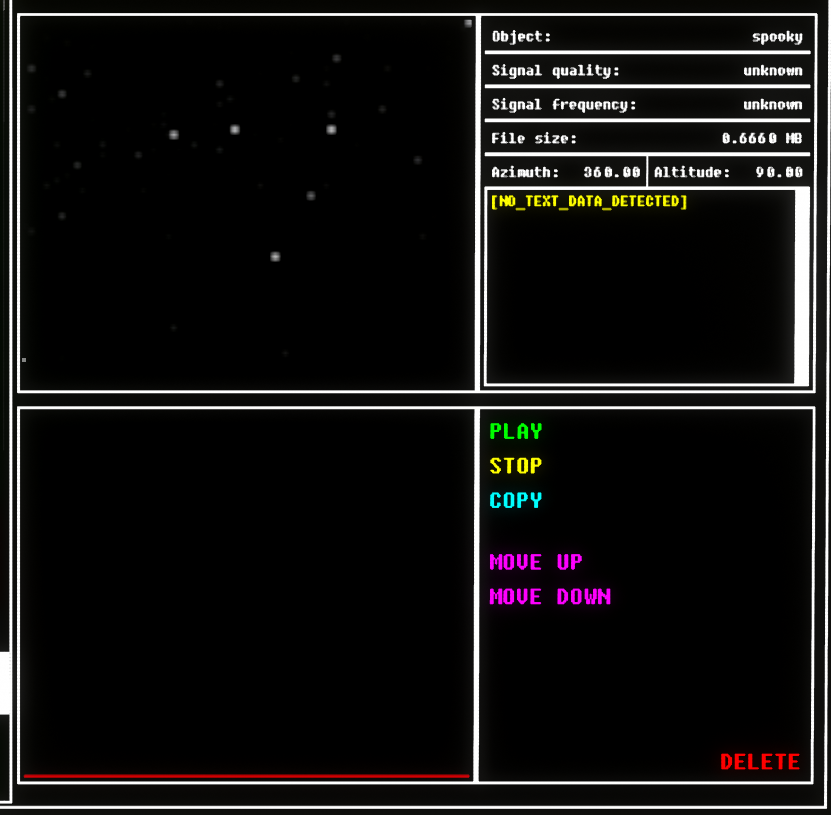 Object: spooky
Signal quality: unknown
Signal frequency: unknown
File size: 0.6660 MB
Azimuth: 360.00 Altitude: 90.00
[NO_TEXT_DATA_DETECTED]
PLAY
STOP
COPY
MOVE UP
MOVE DOWN
DELETE